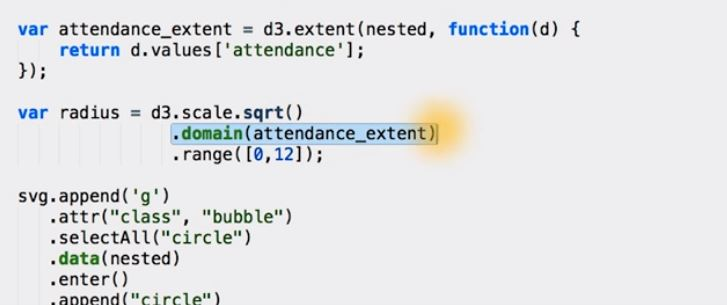 var attendance_extent = d3.extent(nested, function(d) {
    return d.values['attendance'];
});
var radius = d3.scale.sqrt()
               .domain(attendance_extent)
               .range([0,12]);
svg.append('g')
   .attr("class", "bubble")
   .selectAll("circle")
   .data(nested)
   .enter()
   .append("circle")